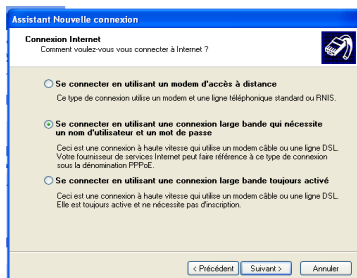 Assistant Nouvelle connexion
Connexion Internet
Comment voulez-vous vous connecter à Internet ?
Se connecter en utilisant un modem d'accès à distance
Ce type de connexion utilise un modem et une ligne téléphonique standard ou RNIS.
Se connecter en utilisant une connexion large bande qui nécessite
un nom d'utilisateur et un mot de passe
Ceci est une connexion à haute vitesse qui utilise un modem câble ou une ligne DSL.
Votre fournisseur de services Internet peut faire référence à ce type de connexion
sous la dénomination PPPoE.
Se connecter en utilisant une connexion large bande toujours activé
Ceci est une connexion à haute vitesse qui utilise un modem câble ou une ligne DSL.
Elle est toujours active et ne nécessite pas d'inscription.
< Précédent Suivant > Annuler